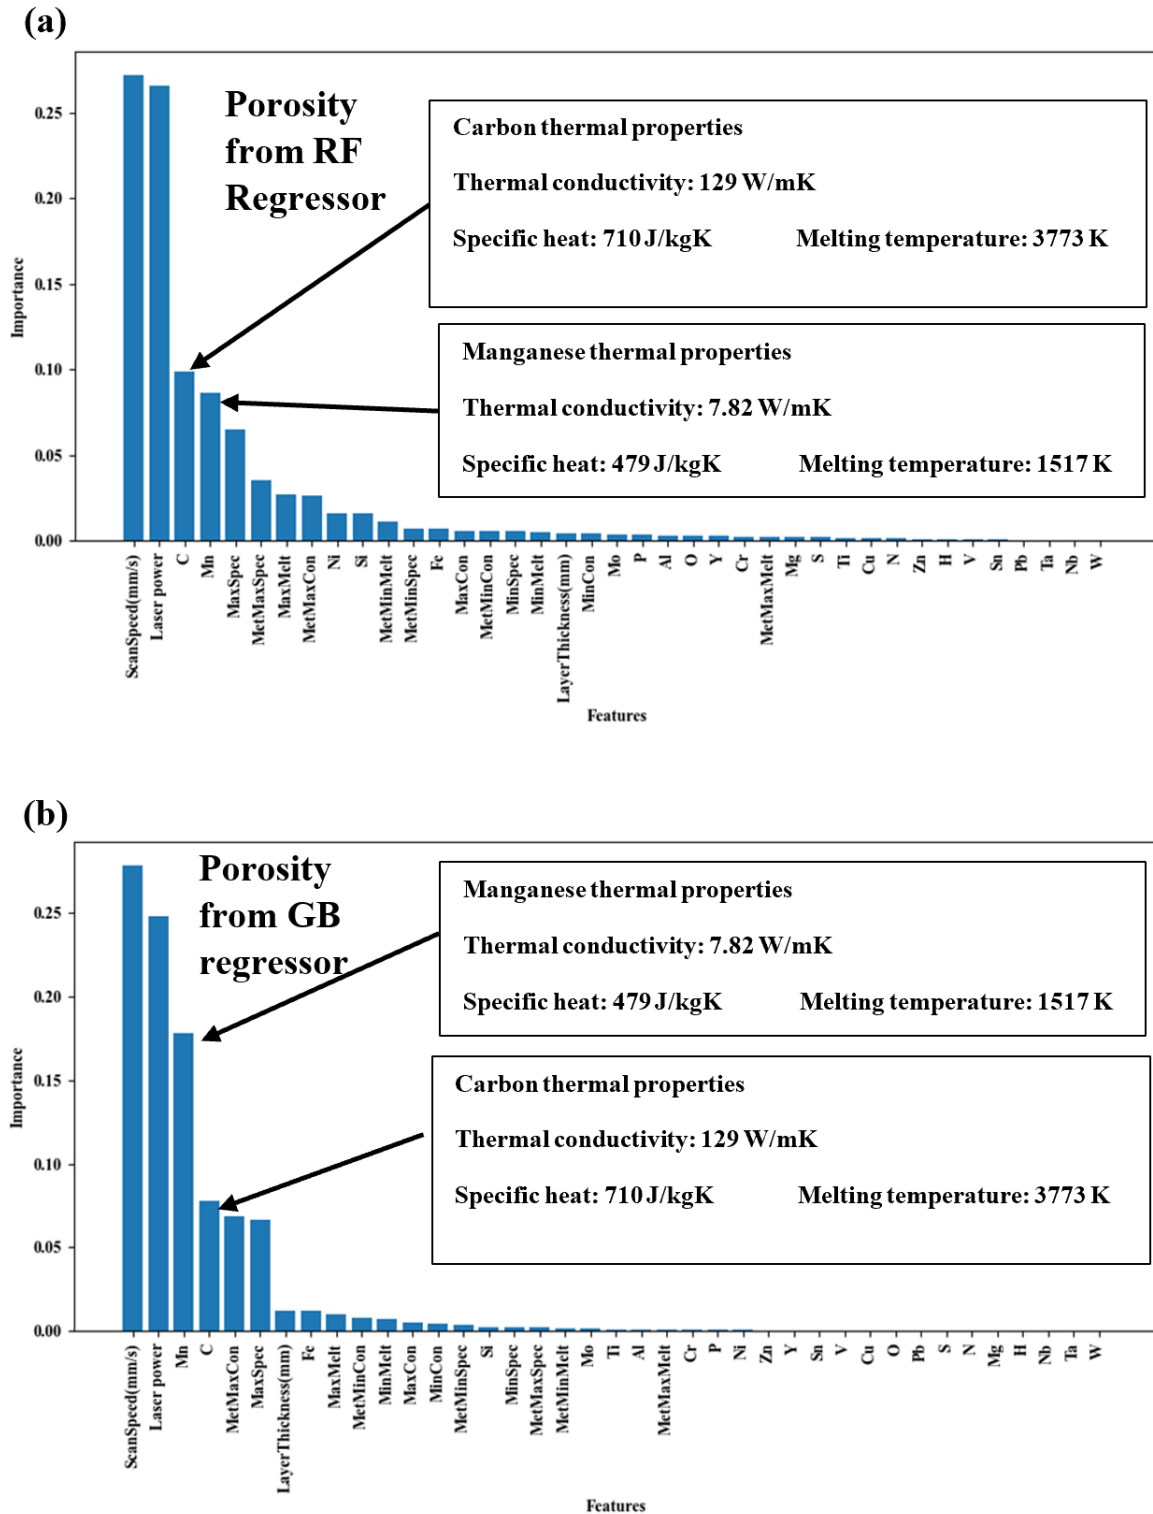 (a)
Porosity
from RF
Regressor
Carbon thermal properties
Thermal conductivity: 129 W/mK
Specific heat: 710 J/kgK Melting temperature: 3773 K
Manganese thermal properties
Thermal conductivity: 7.82 W/mK
Specific heat: 479 J/kgK Melting temperature: 1517 K
Importance
0.25
0.20
0.15
0.10
0.05
0.00
ScanSpeed(mm/s)
Laser power
C
Mn
MaxSpec
MetMaxSpec
MaxMelt
MetMaxCon
Ni
Si
MetMinMelt
MetMinSpec
Fe
MaxCon
MetMinCon
MinSpec
MinMelt
LayerThickness(mm)
MinCon
Mo
P
Al
O
Y
Cr
MetMaxMelt
Mg
S
Ti
Cu
N
Zn
H
V
Sn
Pb
Ta
Nb
W
Features
(b)
Porosity
from GB
regressor
Manganese thermal properties
Thermal conductivity: 7.82 W/mK
Specific heat: 479 J/kgK Melting temperature: 1517 K
Carbon thermal properties
Thermal conductivity: 129 W/mK
Specific heat: 710 J/kgK Melting temperature: 3773 K
Importance
0.25
0.20
0.15
0.10
0.05
0.00
ScanSpeed(mm/s)
Laser power
Mn
C
MetMaxCon
MaxSpec
LayerThickness(mm)
Fe
MaxMelt
MetMinCon
MinMelt
MaxCon
MinCon
MetMinSpec
Si
MinSpec
MetMaxSpec
MetMinMelt
Mo
Ti
Al
MetMaxMelt
Cr
P
Ni
Zn
Y
Sn
V
Cu
O
Pb
S
N
Mg
H
Nb
Ta
W
Features